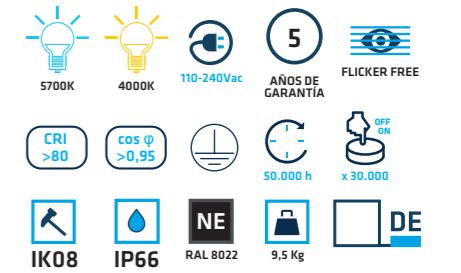 5700K
4000K
110-240Vac
5
AÑOS DE
GARANTÍA
FLICKER FREE
CRI
>80
cos φ
>0,95
50.000 h
OFF
ON
x 30.000
IK08
IP66
NE
RAL 8022
9,5 Kg
DE